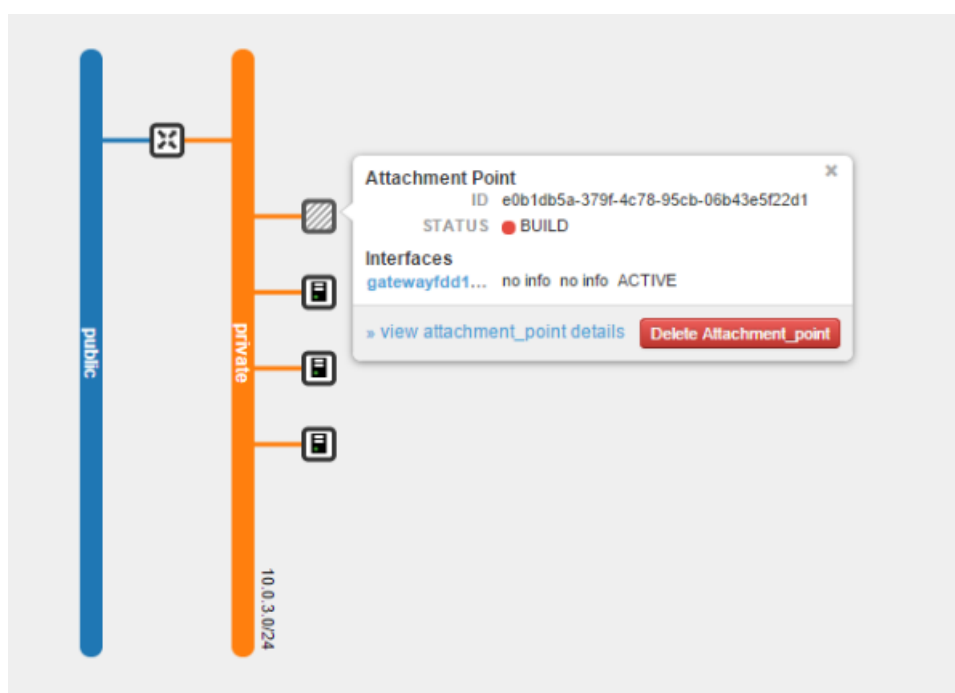 public
private
10.0.3.0/24
Attachment Point
ID e0b1db5a-379f-4c78-95cb-06b43e5f22d1
STATUS BUILD
Interfaces
gatewayfdd1... no info no info ACTIVE
» view attachment_point details Delete Attachment_point